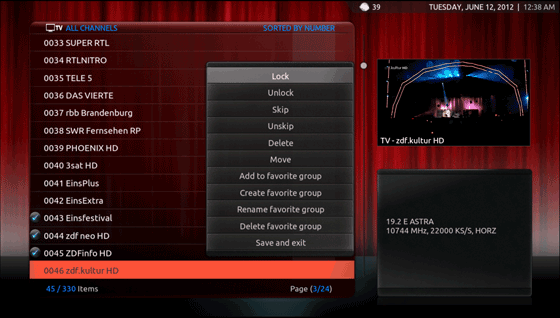 39 TUESDAY, JUNE 12, 2012 | 12:38 AM
TV ALL CHANNELS SORTED BY NUMBER
0033 SUPER RTL
0034 RTLNITRO
0035 TELE 5
0036 DAS VIERTE
0037 rbb Brandenburg
0038 SWR Fernsehen RP
0039 PHOENIX HD
0040 3sat HD
0041 EinsPlus
0042 EinsExtra
0043 Einsfestival
0044 zdf neo HD
0045 ZDFinfo HD
0046 zdf.kultur HD
45 / 330 Items Page (3/24)
Lock
Unlock
Skip
Unskip
Delete
Move
Add to favorite group
Create favorite group
Rename favorite group
Delete favorite group
Save and exit
TV - zdf.kultur HD
19.2 E ASTRA
10744 MHz, 22000 KS/S, HORZ